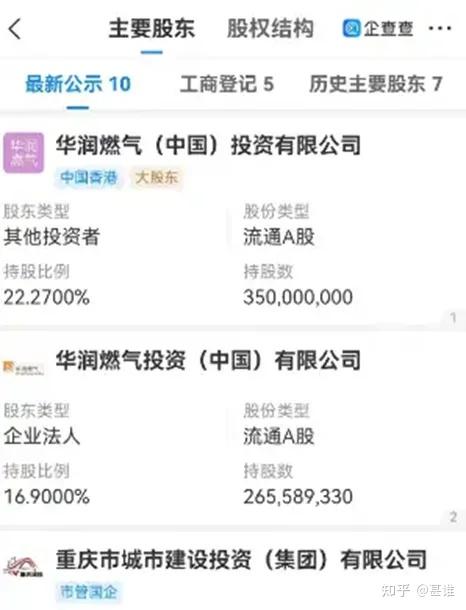 主要股东 股权结构 企查查
最新公示 10 工商登记 5 历史主要股东 7
华润燃气
华润燃气（中国）投资有限公司
中国香港 大股东
股东类型 股份类型
其他投资者 流通A股
持股比例 持股数
22.2700% 350,000,000
1
华润燃气投资（中国）有限公司
股东类型 股份类型
企业法人 流通A股
持股比例 持股数
16.9000% 265,589,330
2
重庆市城市建设投资（集团）有限公司
市管国企
知乎 @甚谁